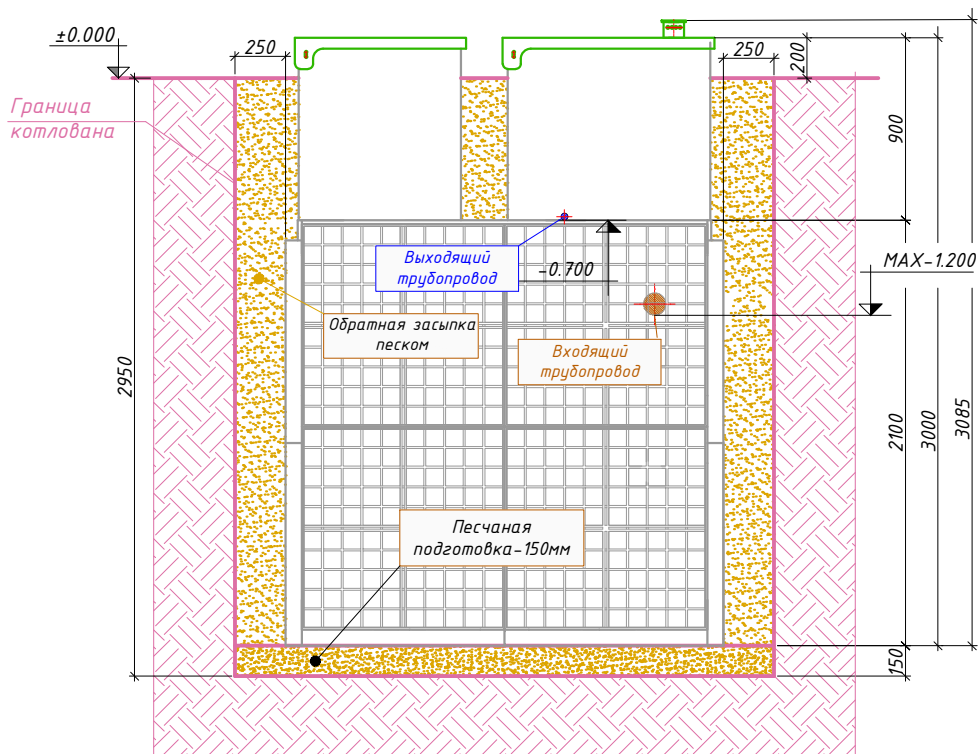 ±0.000
250
250
200
Граница
котлована
900
Выходящий
трубопровод
-0.700
MAX-1.200
Обратная засыпка
песком
Входящий
трубопровод
2950
2100
3000
3085
Песчаная
подготовка-150мм
150